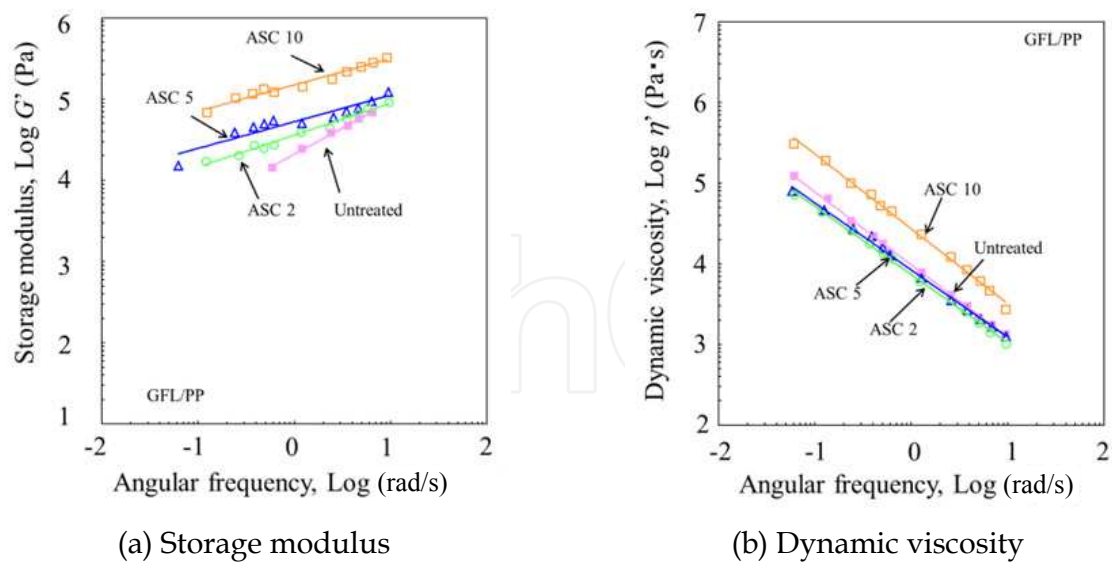 6
5
4
3
2
1
-2
-1
0
1
2
Storage modulus, Log G' (Pa)
Angular frequency, Log (rad/s)
ASC 10
ASC 5
ASC 2
Untreated
GFL/PP
(a) Storage modulus
7
6
5
4
3
2
-2
-1
0
1
2
Dynamic viscosity, Log η' (Pa・s)
Angular frequency, Log (rad/s)
GFL/PP
ASC 10
Untreated
ASC 5
ASC 2
(b) Dynamic viscosity